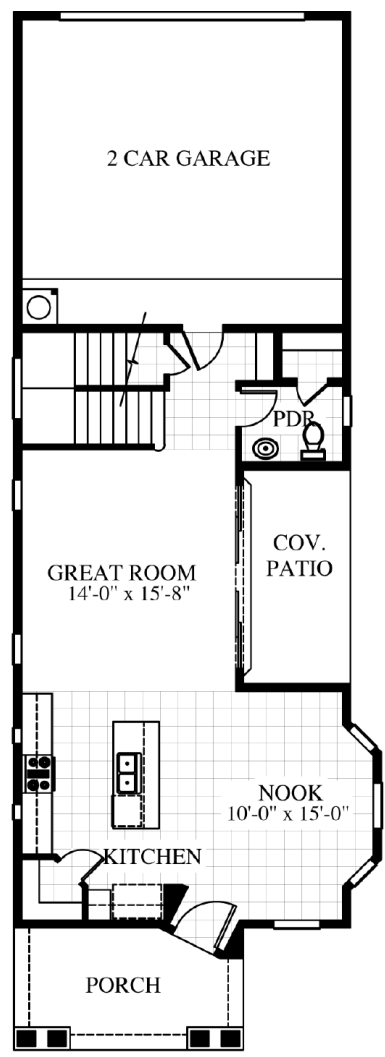 2 CAR GARAGE
PDR
COV.
PATIO
GREAT ROOM
14'-0" x 15'-8"
NOOK
10'-0" x 15'-0"
KITCHEN
PORCH